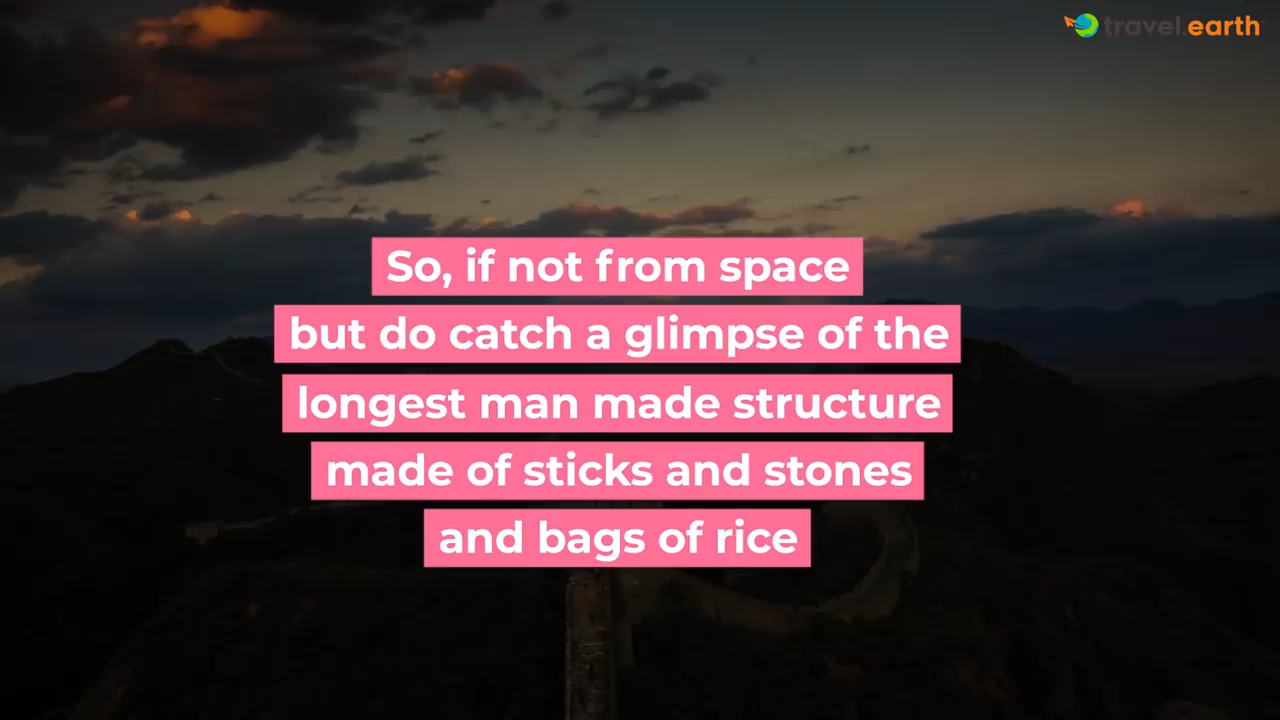 travel.earth
So, if not from space
but do catch a glimpse of the
longest man made structure
made of sticks and stones
and bags of rice